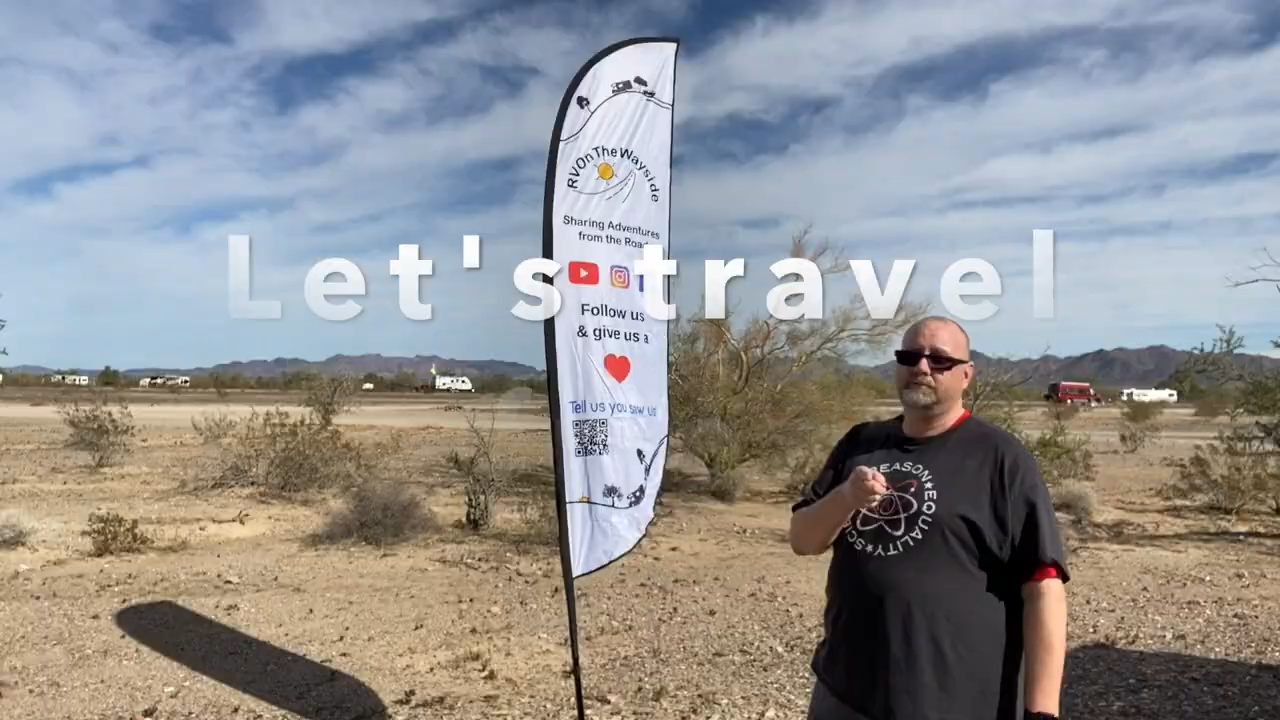 RVOnTheWayside
Sharing Adventures
from the Road
Let's travel
Follow us
& give us a
Tell us you saw us
REASON★EQUALITY★SC